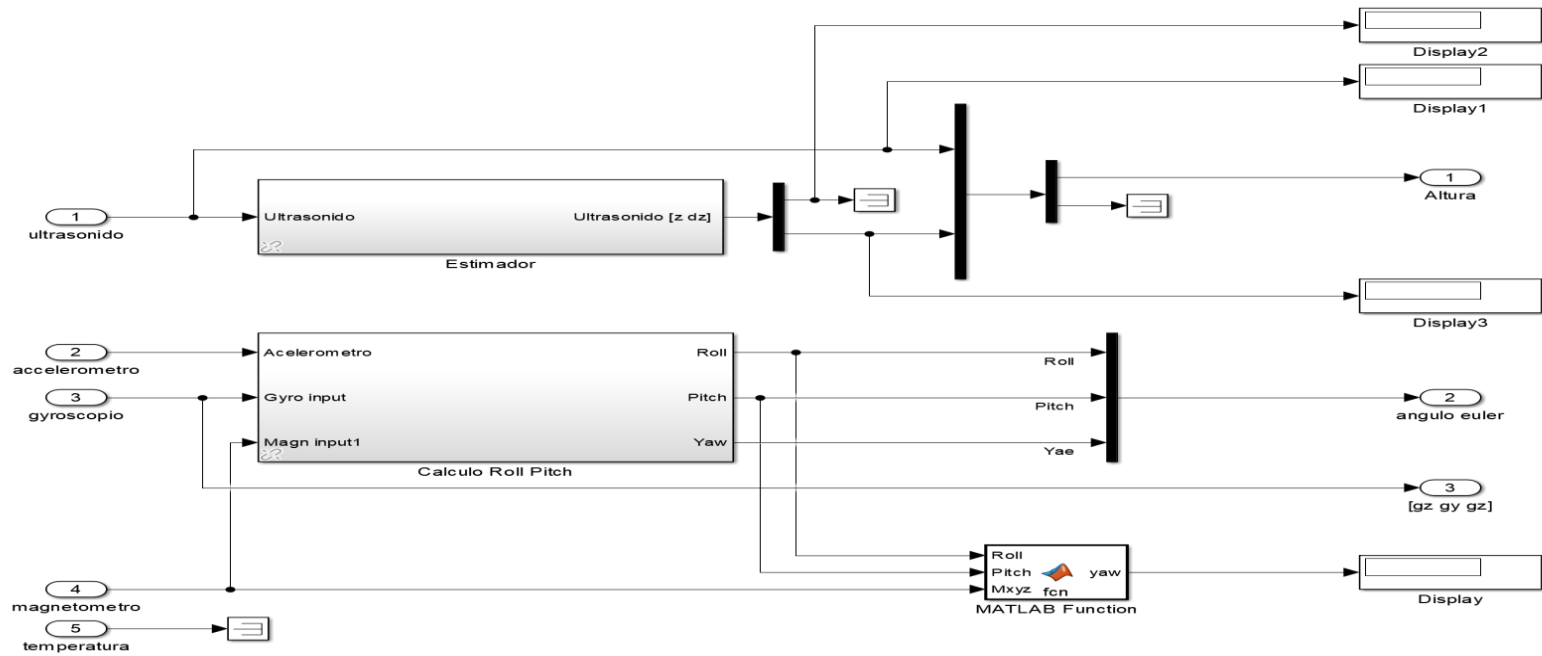 Display2
Display1
1
Altura
1
ultrasonido
Ultrasonido
Ultrasonido [z dz]
Estimador
Display3
2
accelerometro
3
gyroscopio
Acelerometro
Gyro input
Magn input1
Roll
Pitch
Yaw
Calculo Roll Pitch
Roll
Pitch
Yae
2
angulo euler
3
[gz gy gz]
4
magnetometro
5
temperatura
Roll
Pitch
Mxyz
yaw
fcn
MATLAB Function
Display